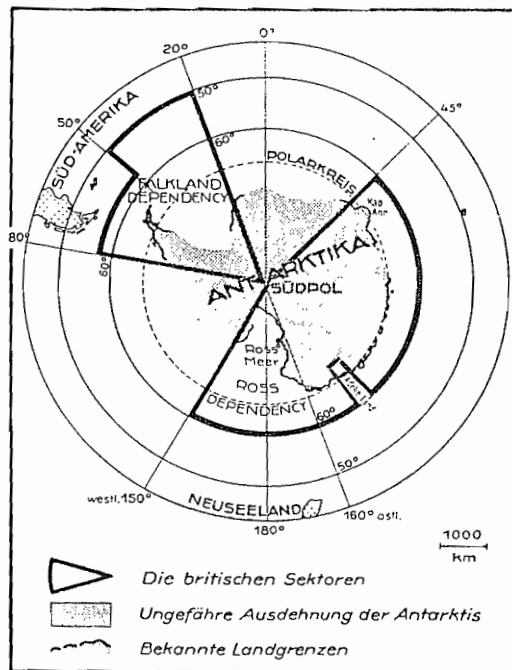 0°
20°
45°
50°
SÜD-AMERIKA
50°
60°
POLARKREIS
FALKLAND
DEPENDENCY
Kap
Ann
80°
60°
ANTARKTIKA
SÜDPOL
Ross
Meer
ROSS
DEPENDENCY
60°
50°
westl. 150°
NEUSEELAND
160° östl.
180°
1000
km
Die britischen Sektoren
Ungefähre Ausdehnung der Antarktis
Bekannte Landgrenzen